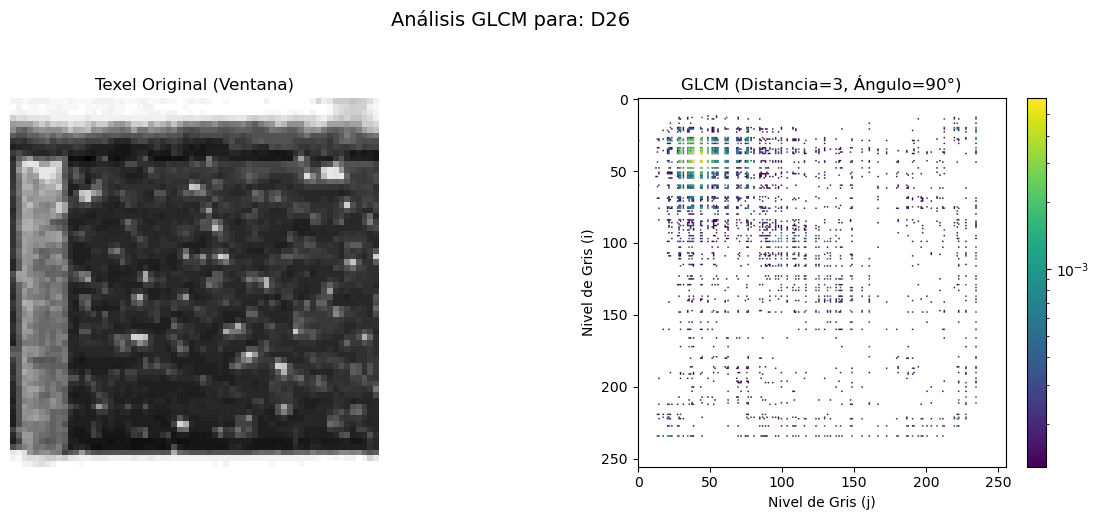 Análisis GLCM para: D26
Texel Original (Ventana)
GLCM (Distancia=3, Ángulo=90°)
0
50
100
150
200
250
Nivel de Gris (i)
0 50 100 150 200 250
Nivel de Gris (j)
10⁻³